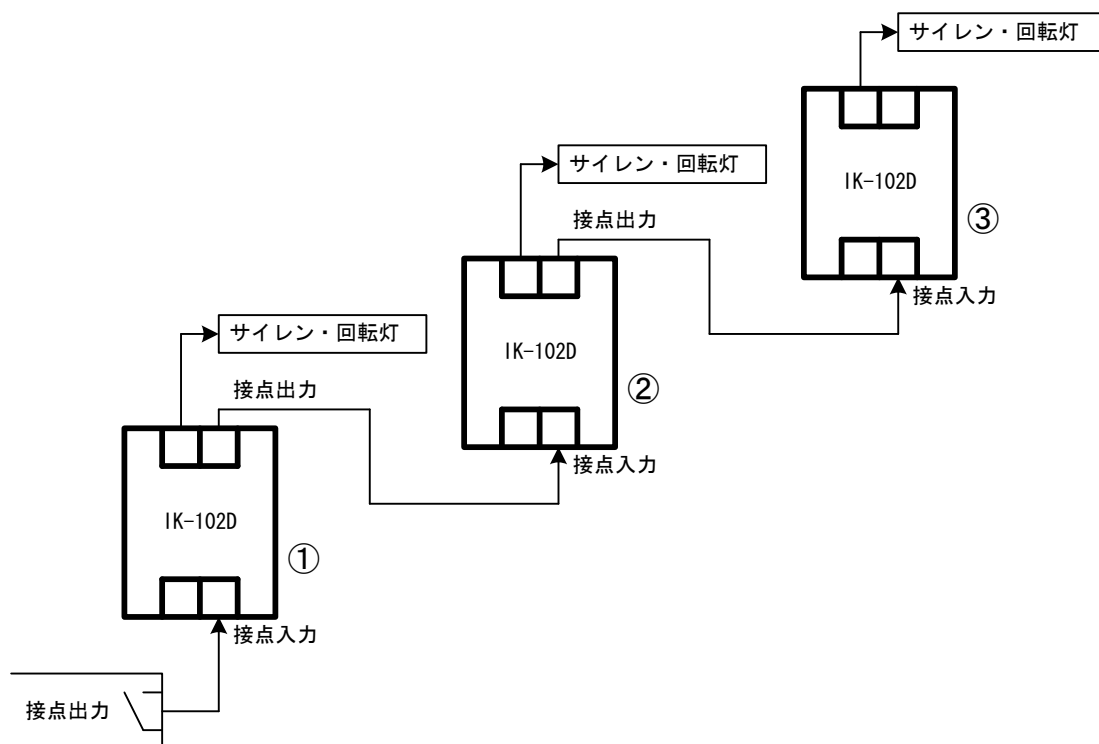 サイレン・回転灯
IK-102D
③
接点入力
サイレン・回転灯
接点出力
IK-102D
②
接点入力
サイレン・回転灯
接点出力
IK-102D
①
接点入力
接点出力